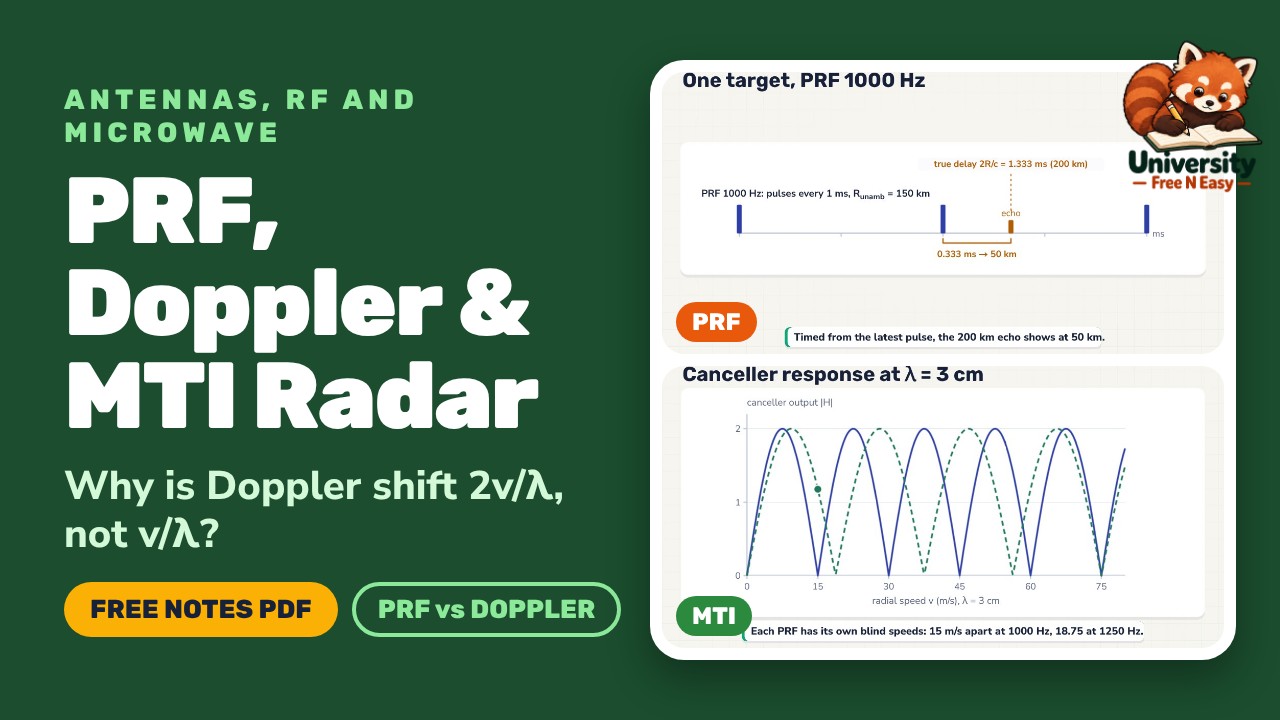 ANTENNAS, RF AND
MICROWAVE
PRF,
Doppler &
MTI Radar
Why is Doppler shift 2v/λ,
not v/λ?
FREE NOTES PDF
PRF vs DOPPLER
One target, PRF 1000 Hz
true delay 2R/c = 1.333 ms (200 km)
PRF 1000 Hz: pulses every 1 ms, Runamb = 150 km
echo
ms
0.333 ms → 50 km
PRF
Timed from the latest pulse, the 200 km echo shows at 50 km.
Canceller response at λ = 3 cm
canceller output |H|
2
1
0
0 15 30 45 60 75
radial speed v (m/s), λ = 3 cm
MTI
Each PRF has its own blind speeds: 15 m/s apart at 1000 Hz, 18.75 at 1250 Hz.
University
Free N Easy